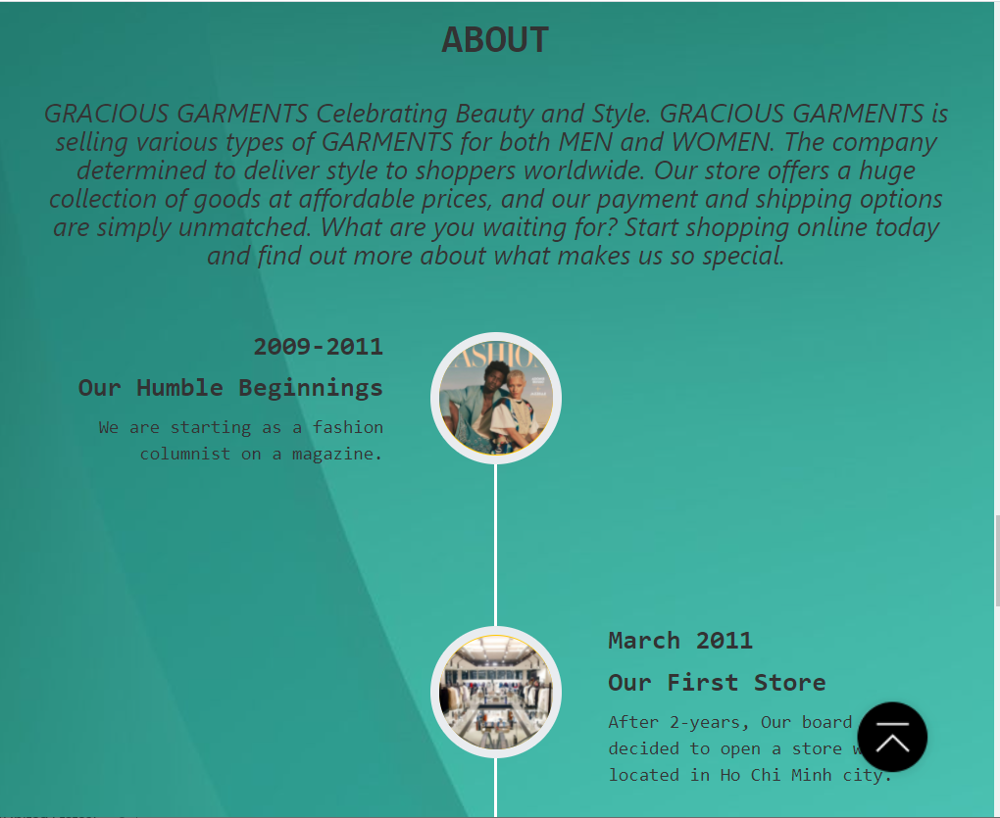 ABOUT
GRACIOUS GARMENTS Celebrating Beauty and Style. GRACIOUS GARMENTS is
selling various types of GARMENTS for both MEN and WOMEN. The company
determined to deliver style to shoppers worldwide. Our store offers a huge
collection of goods at affordable prices, and our payment and shipping options
are simply unmatched. What are you waiting for? Start shopping online today
and find out more about what makes us so special.
2009-2011
Our Humble Beginnings
We are starting as a fashion
columnist on a magazine.
March 2011
Our First Store
After 2-years, Our board
decided to open a store
located in Ho Chi Minh city.